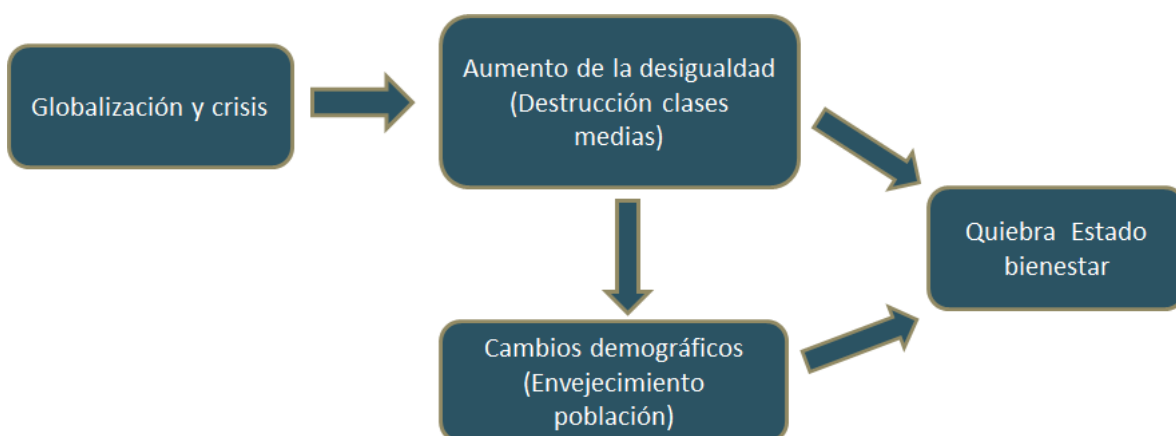 Globalización y crisis
Aumento de la desigualdad
(Destrucción clases
medias)
Quiebra Estado
bienestar
Cambios demográficos
(Envejecimiento
población)